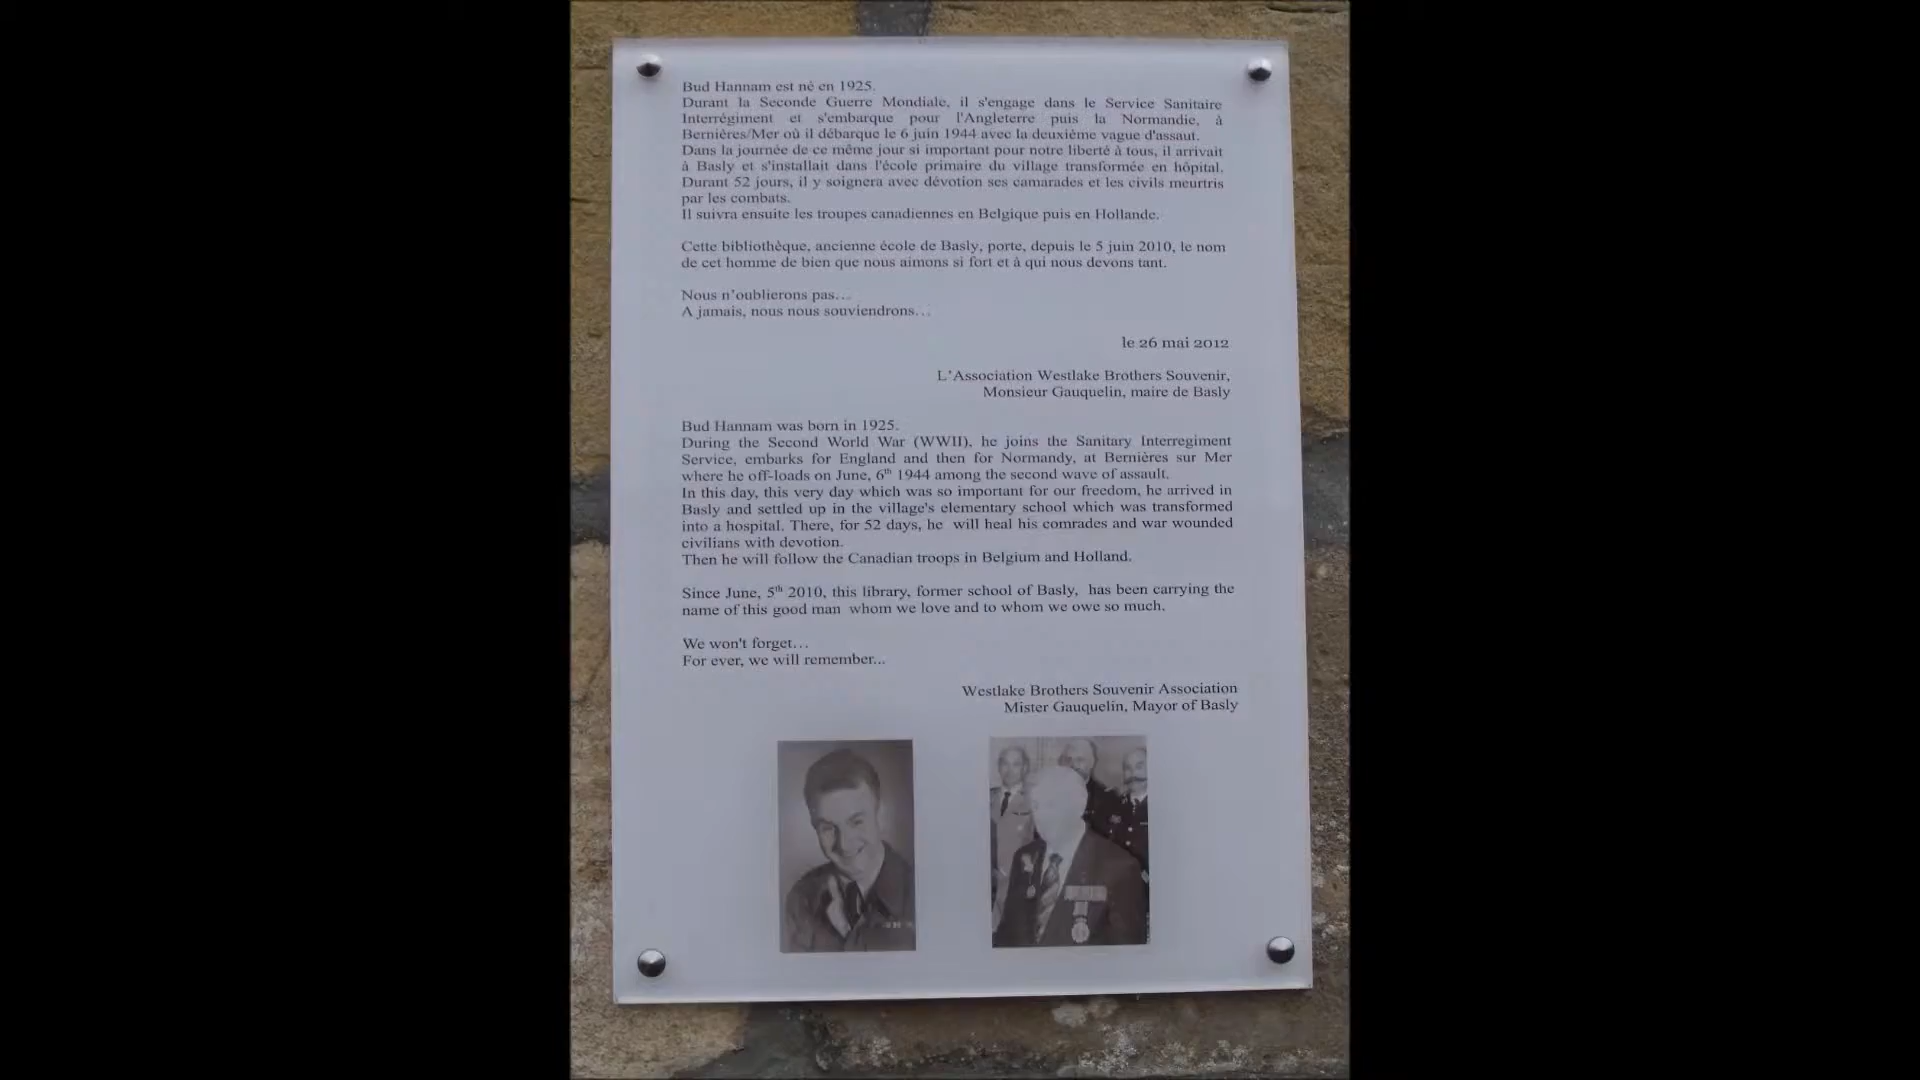 Bud Hannam est né en 1925.
Durant la Seconde Guerre Mondiale, il s'engage dans le Service Sanitaire
Interrégiment et s'embarque pour l'Angleterre puis la Normandie, à
Bernières/Mer où il débarque le 6 juin 1944 avec la deuxième vague d'assaut.
Dans la journée de ce même jour si important pour notre liberté à tous, il arrivait
à Basly et s'installait dans l'école primaire du village transformée en hôpital.
Durant 52 jours, il y soignera avec dévotion ses camarades et les civils meurtris
par les combats.
Il suivra ensuite les troupes canadiennes en Belgique puis en Hollande.
Cette bibliothèque, ancienne école de Basly, porte, depuis le 5 juin 2010, le nom
de cet homme de bien que nous aimons si fort et à qui nous devons tant.
Nous n'oublierons pas…
A jamais, nous nous souviendrons…
le 26 mai 2012
L'Association Westlake Brothers Souvenir,
Monsieur Gauquelin, maire de Basly
Bud Hannam was born in 1925.
During the Second World War (WWII), he joins the Sanitary Interregiment
Service, embarks for England and then for Normandy, at Bernières sur Mer
where he off-loads on June, 6th 1944 among the second wave of assault.
In this day, this very day which was so important for our freedom, he arrived in
Basly and settled up in the village's elementary school which was transformed
into a hospital. There, for 52 days, he will heal his comrades and war wounded
civilians with devotion.
Then he will follow the Canadian troops in Belgium and Holland.
Since June, 5th 2010, this library, former school of Basly, has been carrying the
name of this good man whom we love and to whom we owe so much.
We won't forget…
For ever, we will remember...
Westlake Brothers Souvenir Association
Mister Gauquelin, Mayor of Basly